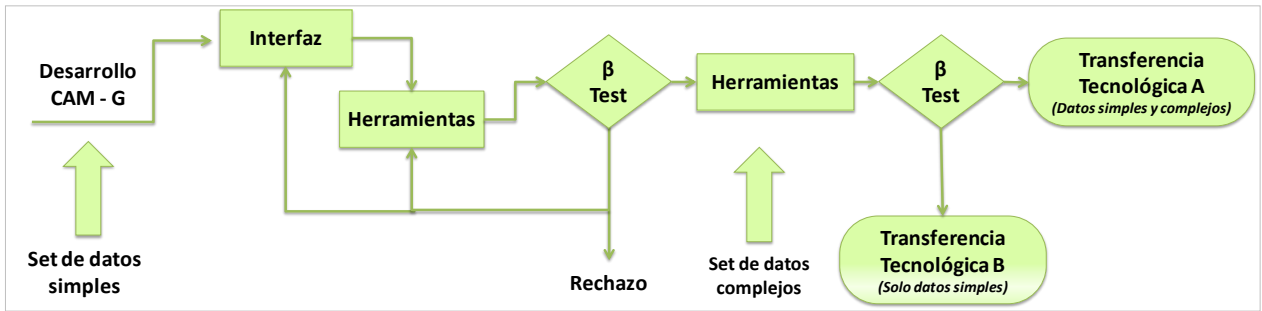 Desarrollo
CAM - G
Set de datos
simples
Interfaz
Herramientas
β
Test
Rechazo
Herramientas
Set de datos
complejos
β
Test
Transferencia
Tecnológica A
(Datos simples y complejos)
Transferencia
Tecnológica B
(Solo datos simples)